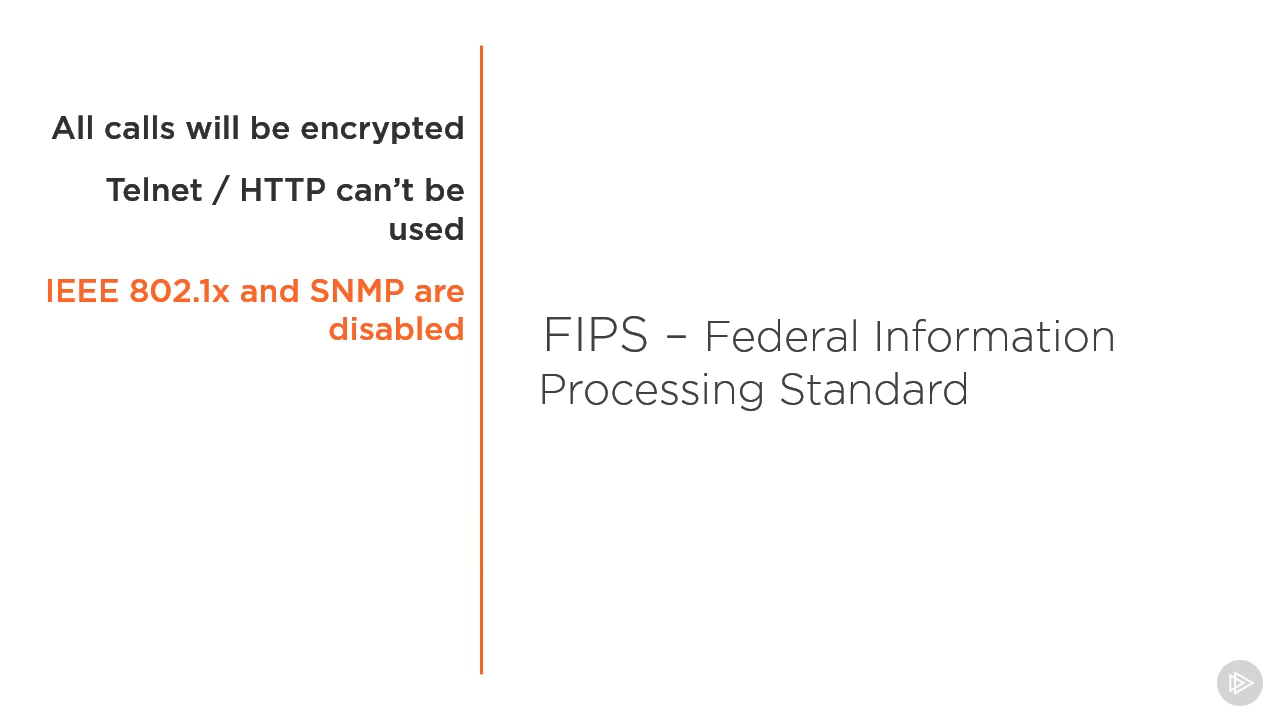 All calls will be encrypted
Telnet / HTTP can’t be
used
IEEE 802.1x and SNMP are
disabled
FIPS – Federal Information
Processing Standard